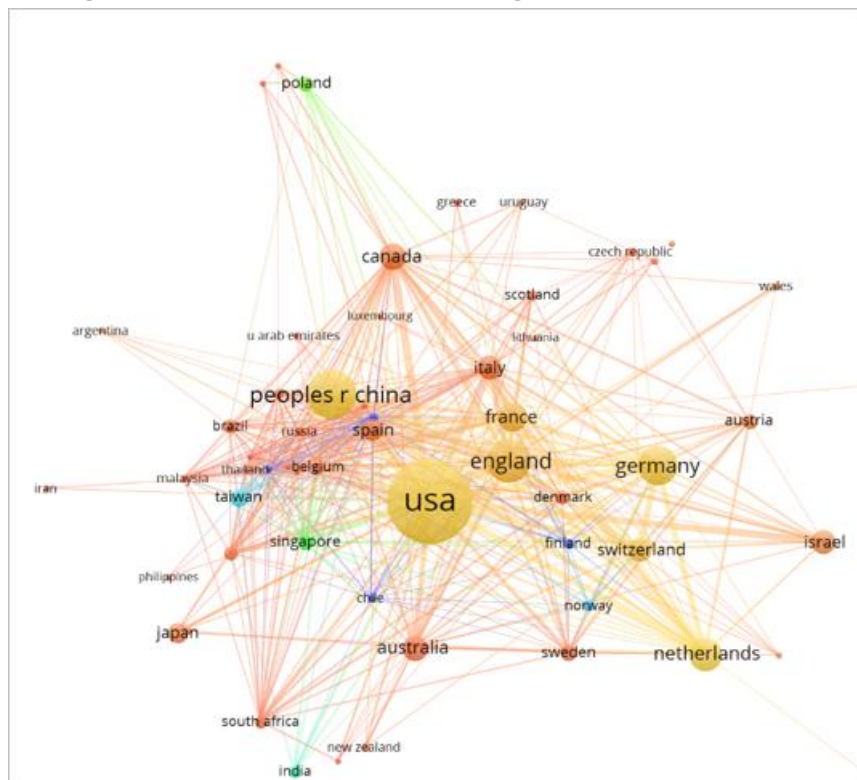 poland
greece
uruguay
canada
czech republic
scotland
wales
luxembourg
argentina
u arab emirates
lithuania
italy
peoples r china
france
brazil
russia
spain
austria
england
germany
thailand
belgium
malaysia
iran
taiwan
usa
denmark
singapore
finland
switzerland
israel
philippines
chile
norway
japan
australia
sweden
netherlands
south africa
new zealand
india